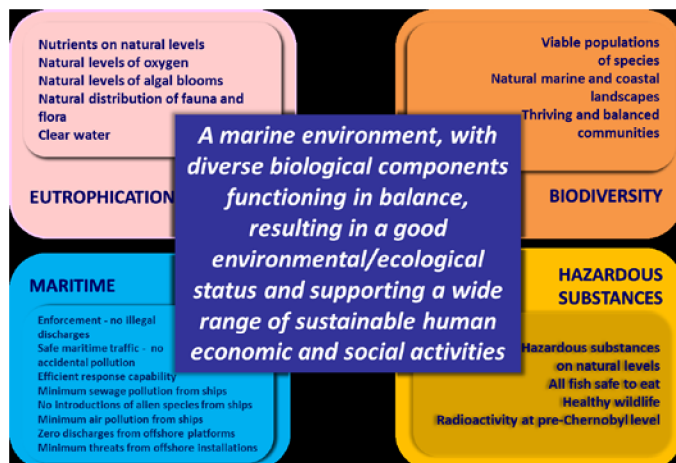 Nutrients on natural levels
Natural levels of oxygen
Natural levels of algal blooms
Natural distribution of fauna and
flora
Clear water
EUTROPHICATION
Viable populations
of species
Natural marine and coastal
landscapes
Thriving and balanced
communities
BIODIVERSITY
A marine environment, with
diverse biological components
functioning in balance,
resulting in a good
environmental/ecological
status and supporting a wide
range of sustainable human
economic and social activities
MARITIME
Enforcement - no illegal
discharges
Safe maritime traffic - no
accidental pollution
Efficient response capability
Minimum sewage pollution from ships
No introductions of alien species from ships
Minimum air pollution from ships
Zero discharges from offshore platforms
Minimum threats from offshore installations
HAZARDOUS
SUBSTANCES
Hazardous substances
on natural levels
All fish safe to eat
Healthy wildlife
Radioactivity at pre-Chernobyl level